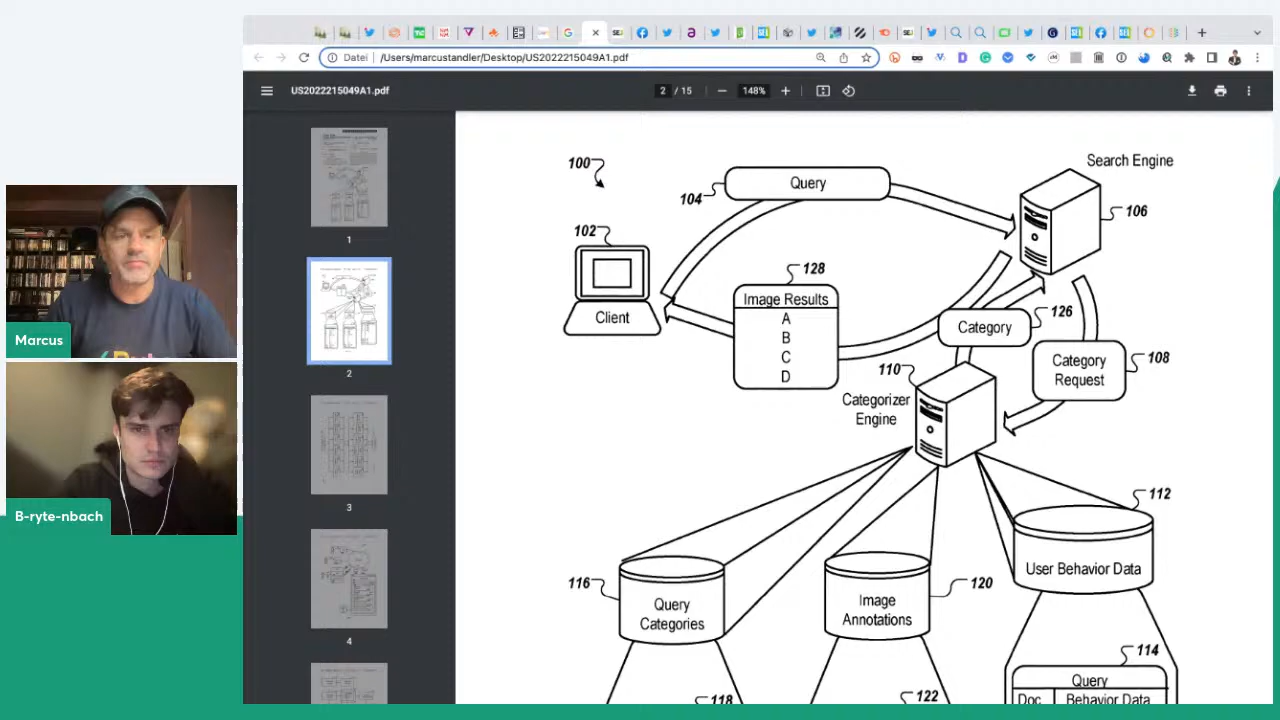 Datei
/Users/marcustandler/Desktop/US2022215049A1.pdf
US2022215049A1.pdf
2 / 15
148%
1
2
3
4
Marcus
B-ryte-nbach
100
Query
104
Search Engine
106
102
Client
128
Image Results
A
B
C
D
Category
126
Category
Request
108
110
Categorizer
Engine
112
User Behavior Data
116
Query
Categories
Image
Annotations
120
114
Query
Doc
Behavior Data
118
122